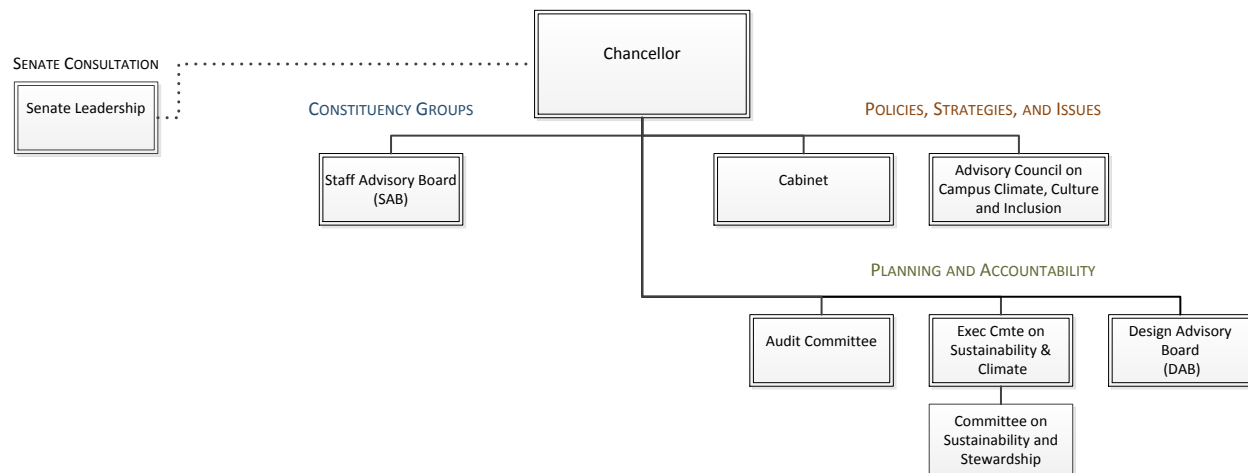 Chancellor
SENATE CONSULTATION
Senate Leadership
CONSTITUENCY GROUPS
POLICIES, STRATEGIES, AND ISSUES
Staff Advisory Board
(SAB)
Cabinet
Advisory Council on
Campus Climate, Culture
and Inclusion
PLANNING AND ACCOUNTABILITY
Audit Committee
Exec Cmte on
Sustainability &
Climate
Design Advisory
Board
(DAB)
Committee on
Sustainability and
Stewardship